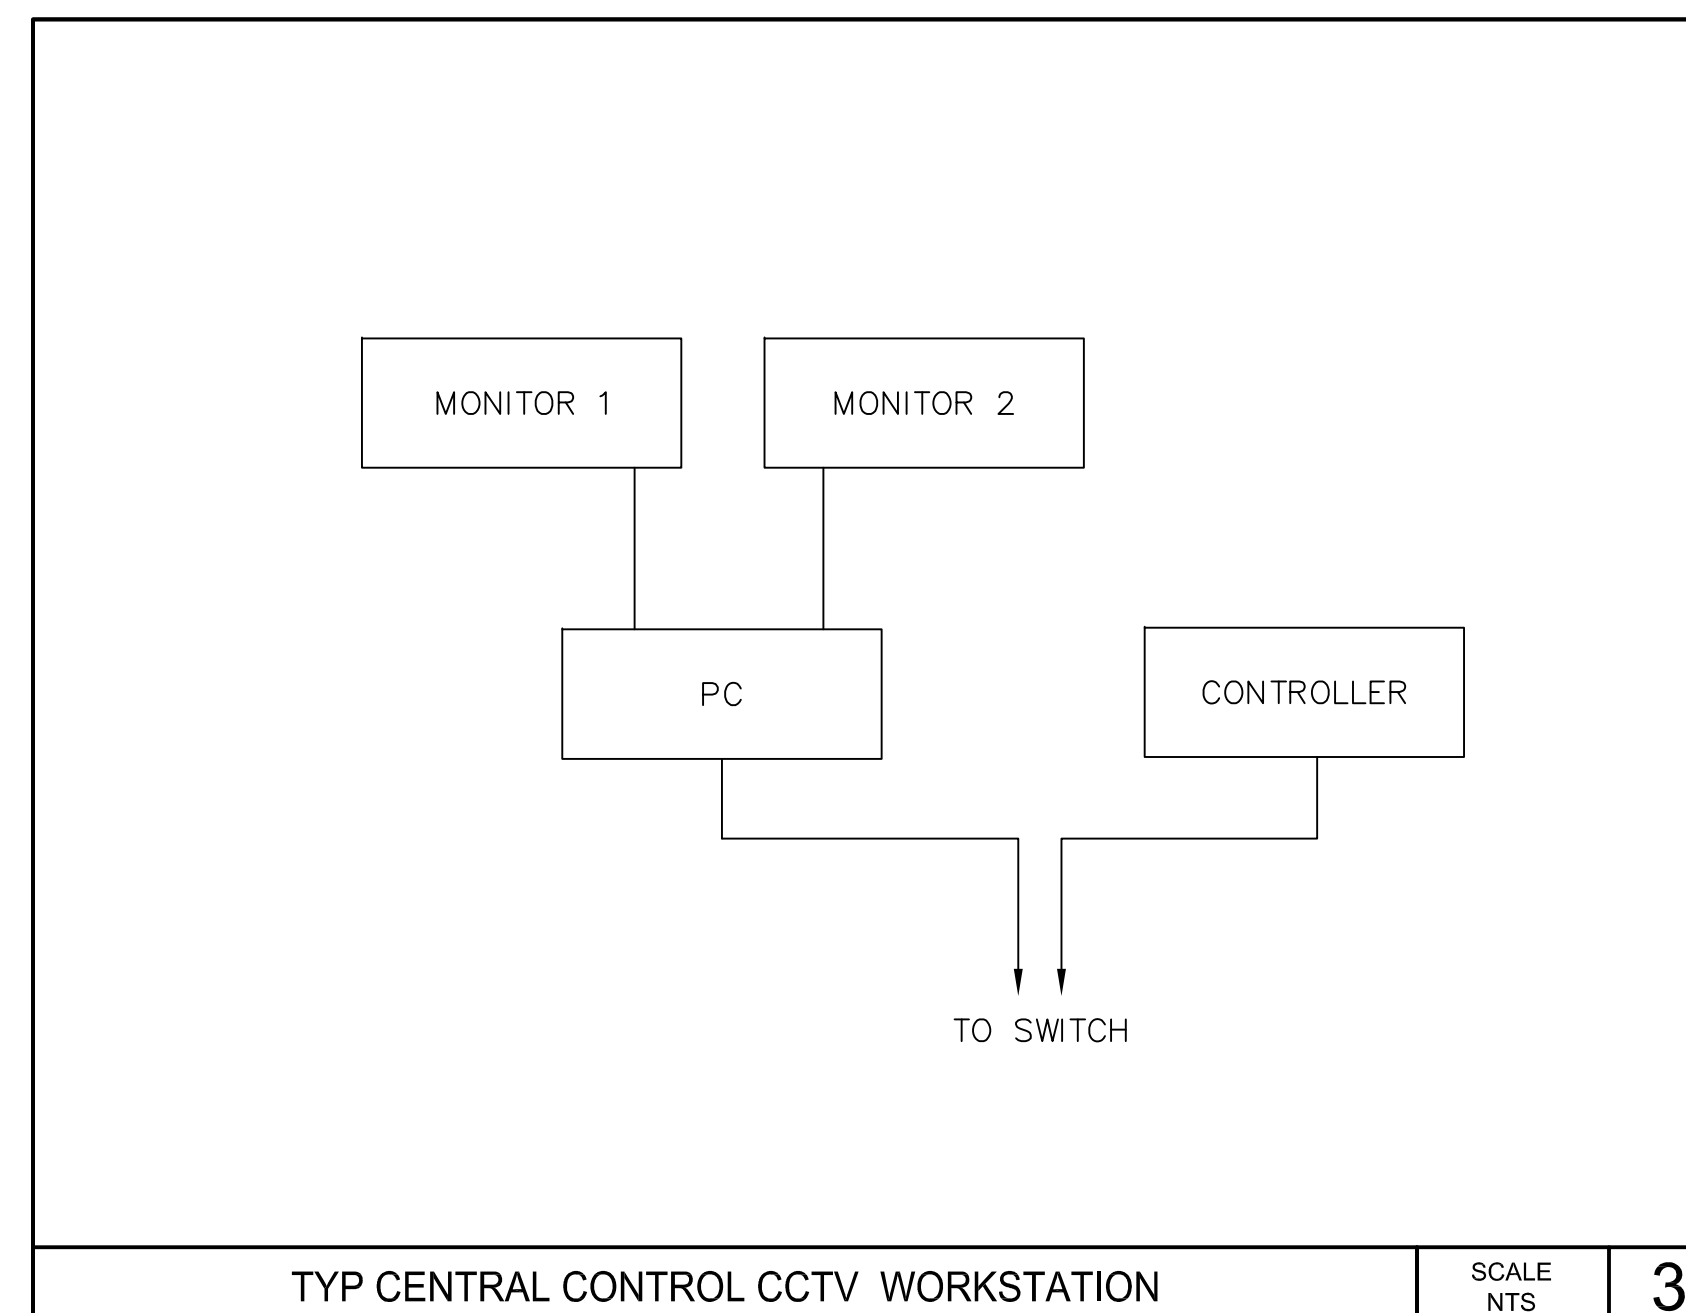 MONITOR 1
MONITOR 2
PC
CONTROLLER
TO SWITCH
TYP CENTRAL CONTROL CCTV WORKSTATION
SCALE
NTS
3